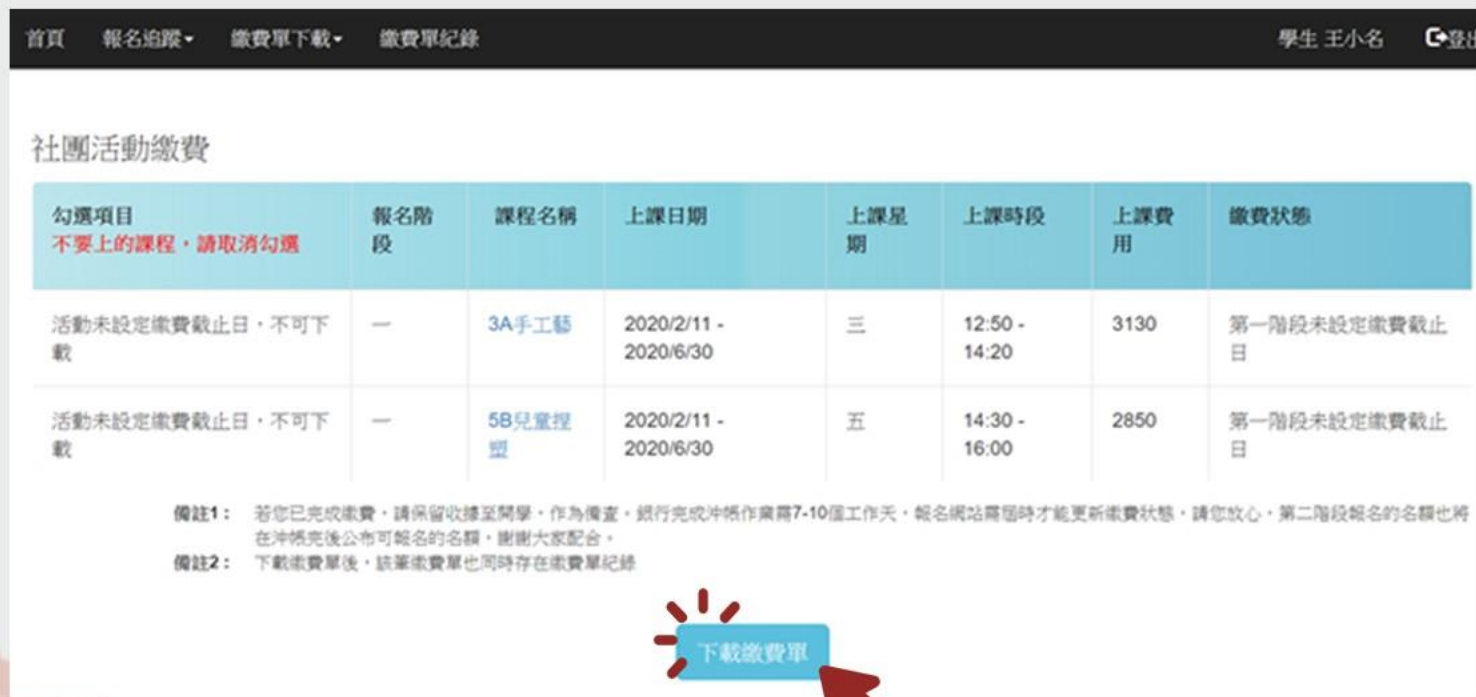 首頁 報名追蹤 繳費單下載 繳費單紀錄 學生 王小名 登出
社團活動繳費
勾選項目 報名階 課程名稱 上課日期 上課星 上課時段 上課費 繳費狀態
不要上的課程，請取消勾選 段 期 用
活動未設定繳費截止日，不可下 一 3A手工藝 2020/2/11 - 三 12:50 - 3130 第一階段未設定繳費截止
載 2020/6/30 14:20 日
活動未設定繳費截止日，不可下 一 5B兒童捏 2020/2/11 - 五 14:30 - 2850 第一階段未設定繳費截止
載 塑 2020/6/30 16:00 日
備註1： 若您已完成繳費，請保留收據至開學，作為備查，銀行完成沖帳作業需7-10個工作天，報名網站需屆時才能更新繳費狀態，請您放心，第二階段報名的名額也將
在沖帳完後公布可報名的名額，謝謝大家配合。
備註2： 下載繳費單後，該筆繳費單也同時存在繳費單紀錄
下載繳費單